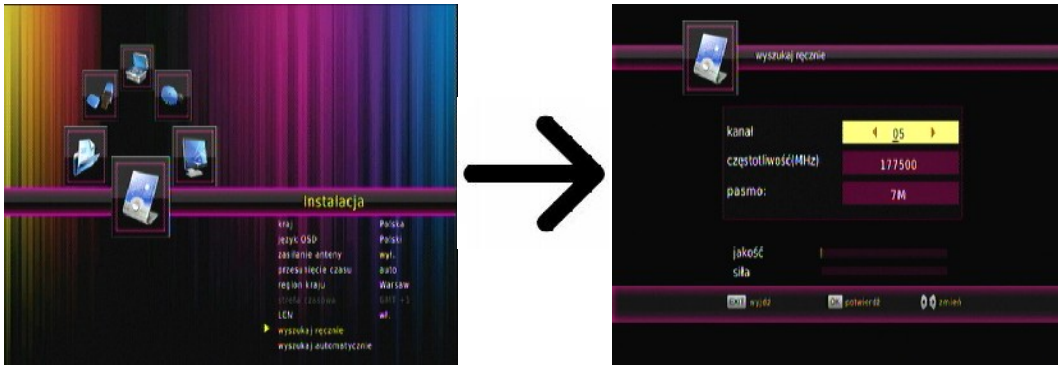 Instalacja
kraj Polska
język OSD Polski
zasilanie anteny wył.
przesunięcie czasu auto
region kraju Warsaw
strefa czasowa GMT +1
LCN wł.
wyszukaj ręcznie
wyszukaj automatycznie
wyszukaj ręcznie
kanał 05
częstotliwość(MHz) 177500
pasmo: 7M
jakość
siła
EXIT wyjdź OK potwierdź zmień